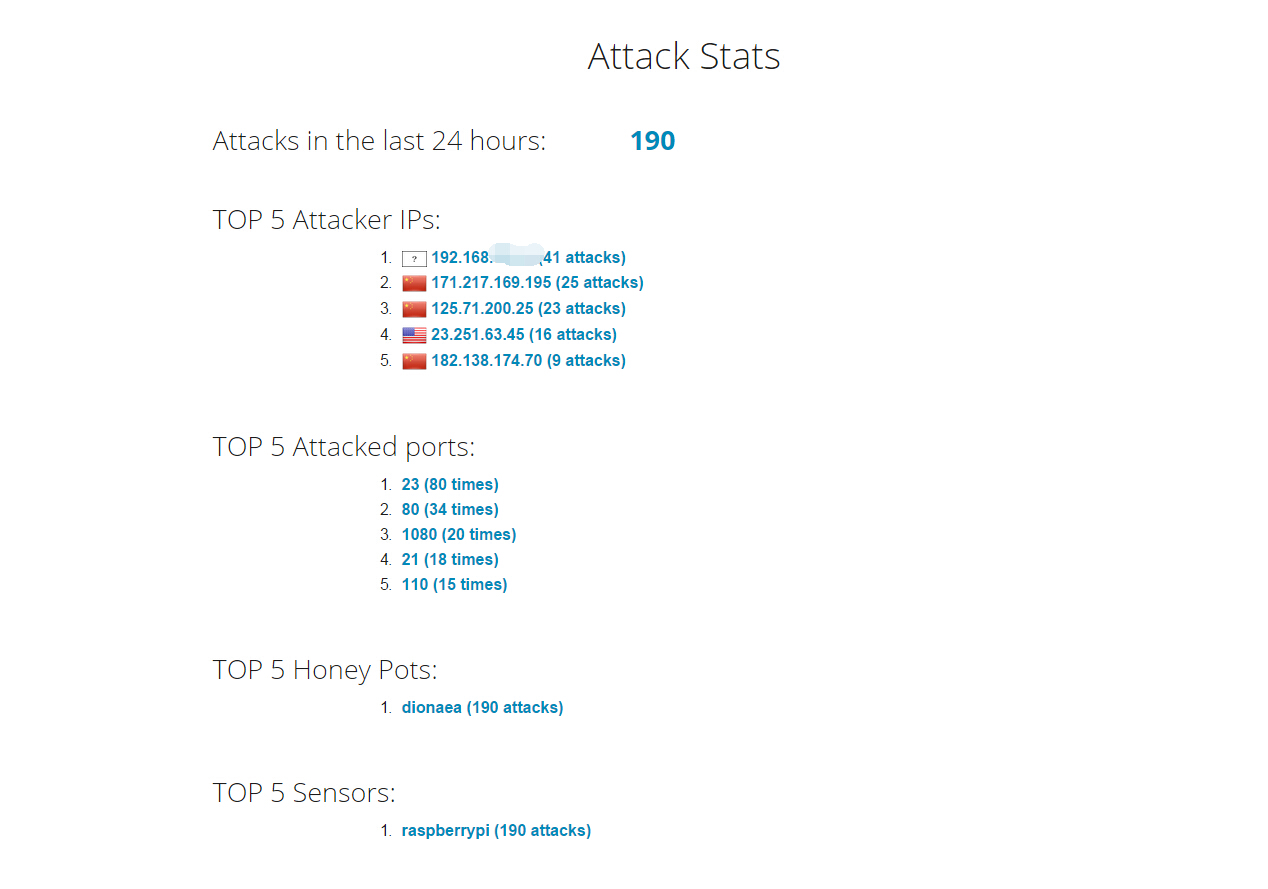 Attack Stats
Attacks in the last 24 hours: 190
TOP 5 Attacker IPs:
1. ? 192.168. (41 attacks)
2. 171.217.169.195 (25 attacks)
3. 125.71.200.25 (23 attacks)
4. 23.251.63.45 (16 attacks)
5. 182.138.174.70 (9 attacks)
TOP 5 Attacked ports:
1. 23 (80 times)
2. 80 (34 times)
3. 1080 (20 times)
4. 21 (18 times)
5. 110 (15 times)
TOP 5 Honey Pots:
1. dionaea (190 attacks)
TOP 5 Sensors:
1. raspberrypi (190 attacks)